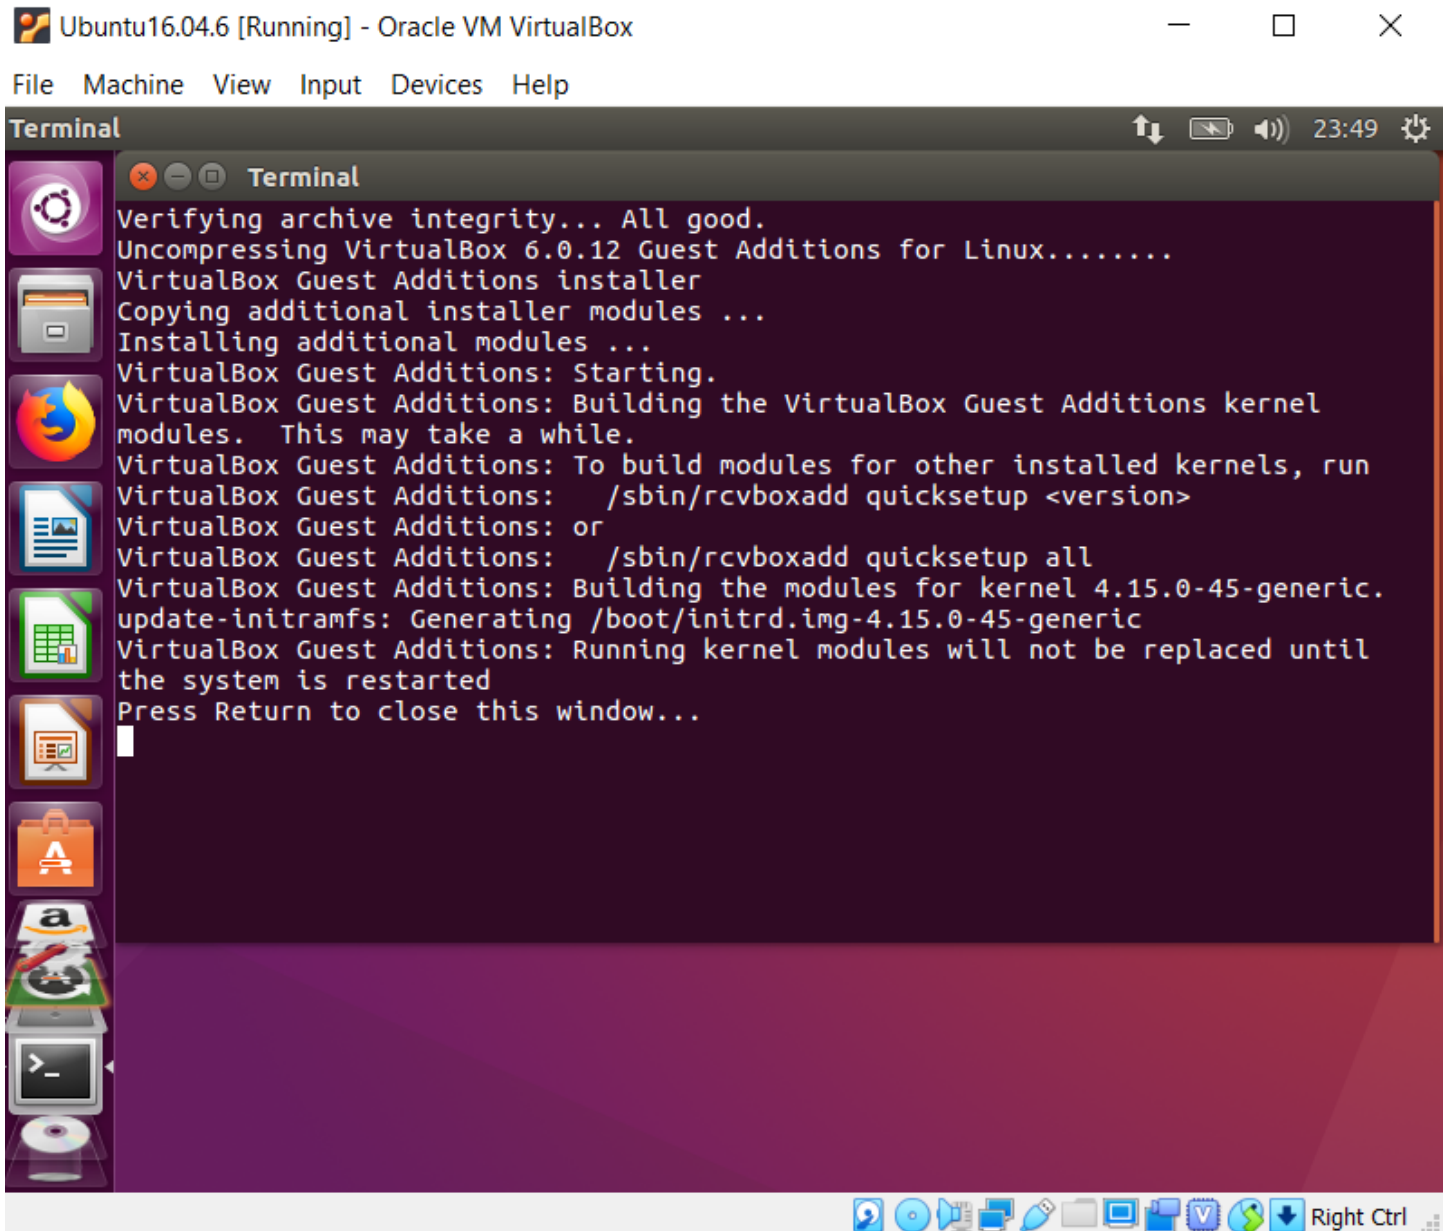 Ubuntu16.04.6 [Running] - Oracle VM VirtualBox
File Machine View Input Devices Help
Terminal 23:49
Terminal
Verifying archive integrity... All good.
Uncompressing VirtualBox 6.0.12 Guest Additions for Linux........
VirtualBox Guest Additions installer
Copying additional installer modules ...
Installing additional modules ...
VirtualBox Guest Additions: Starting.
VirtualBox Guest Additions: Building the VirtualBox Guest Additions kernel
modules.  This may take a while.
VirtualBox Guest Additions: To build modules for other installed kernels, run
VirtualBox Guest Additions:   /sbin/rcvboxadd quicksetup <version>
VirtualBox Guest Additions: or
VirtualBox Guest Additions:   /sbin/rcvboxadd quicksetup all
VirtualBox Guest Additions: Building the modules for kernel 4.15.0-45-generic.
update-initramfs: Generating /boot/initrd.img-4.15.0-45-generic
VirtualBox Guest Additions: Running kernel modules will not be replaced until
the system is restarted
Press Return to close this window...
Right Ctrl